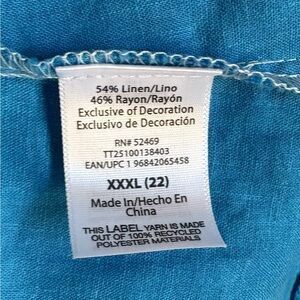 54% Linen/Lino
46% Rayon/Rayón
Exclusive of Decoration
Exclusivo de Decoración
RN# 52469
TT25100138403
EAN/UPC 1 96842065458
XXXL (22)
Made in/Hecho En
China
THIS LABEL YARN IS MADE
OUT OF 100% RECYCLED
POLYESTER MATERIALS